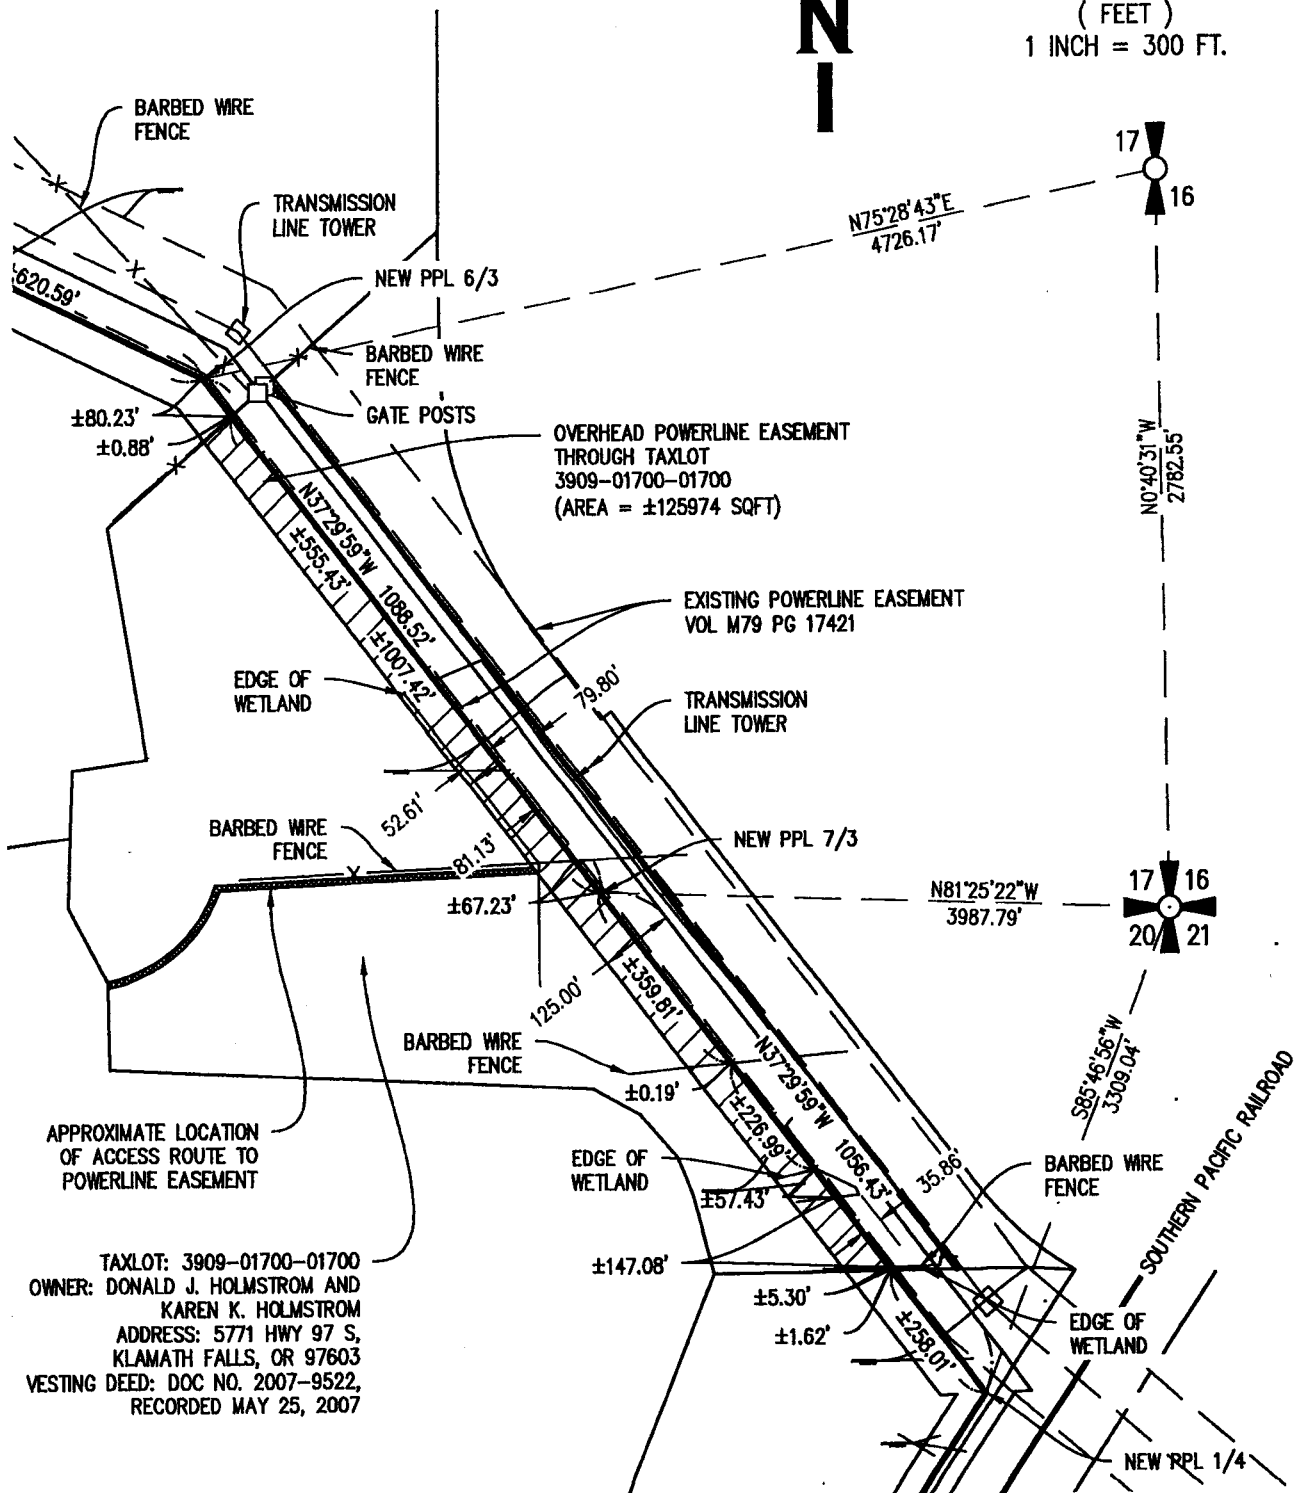 N
( FEET )
1 INCH = 300 FT.
BARBED WIRE
FENCE
17
16
TRANSMISSION
LINE TOWER
N75°28'43"E
4726.17'
NEW PPL 6/3
±620.59'
BARBED WIRE
FENCE
GATE POSTS
±80.23'
±0.88'
OVERHEAD POWERLINE EASEMENT
THROUGH TAXLOT
3909-01700-01700
(AREA = ±125974 SQFT)
N0°40'31"W
2782.55'
N37°29'59"W 1088.52'
±555.43'
±1007.42'
EXISTING POWERLINE EASEMENT
VOL M79 PG 17421
EDGE OF
WETLAND
79.80'
TRANSMISSION
LINE TOWER
52.61'
BARBED WIRE
FENCE
81.13'
NEW PPL 7/3
±67.23'
N81°25'22"W
3987.79'
17 16
20 21
125.00'
±359.81'
BARBED WIRE
FENCE
±0.19'
N37°29'59"W 1056.43'
±226.99'
S85°46'56"W
3309.04'
SOUTHERN PACIFIC RAILROAD
APPROXIMATE LOCATION
OF ACCESS ROUTE TO
POWERLINE EASEMENT
EDGE OF
WETLAND
35.86'
BARBED WIRE
FENCE
±57.43'
±147.08'
±5.30'
±1.62'
±258.01'
EDGE OF
WETLAND
TAXLOT: 3909-01700-01700
OWNER: DONALD J. HOLMSTROM AND
KAREN K. HOLMSTROM
ADDRESS: 5771 HWY 97 S,
KLAMATH FALLS, OR 97603
VESTING DEED: DOC NO. 2007-9522,
RECORDED MAY 25, 2007
NEW PPL 1/4